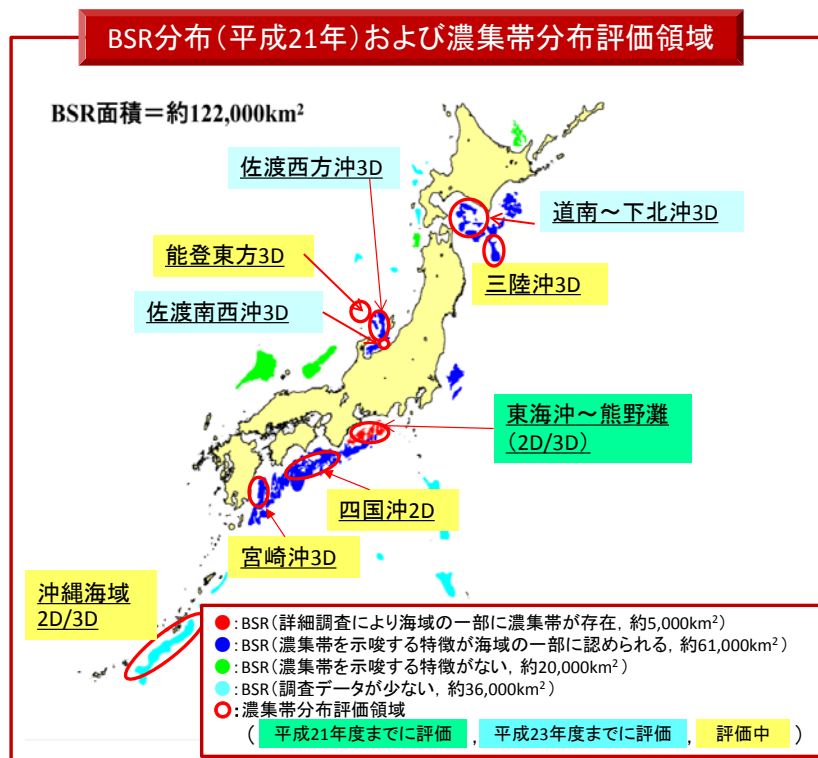 BSR分布(平成21年)および濃集帯分布評価領域
BSR面積＝約122,000km²
佐渡西方沖3D
道南～下北沖3D
能登東方3D
三陸沖3D
佐渡南西沖3D
東海沖～熊野灘
（2D/3D）
四国沖2D
宮崎沖3D
沖縄海域
2D/3D
●:BSR(詳細調査により海域の一部に濃集帯が存在, 約5,000km²)
●:BSR(濃集帯を示唆する特徴が海域の一部に認められる, 約61,000km²)
●:BSR(濃集帯を示唆する特徴がない, 約20,000km²)
●:BSR(調査データが少ない, 約36,000km²)
○:濃集帯分布評価領域
( 平成21年度までに評価 , 平成23年度までに評価 , 評価中 )